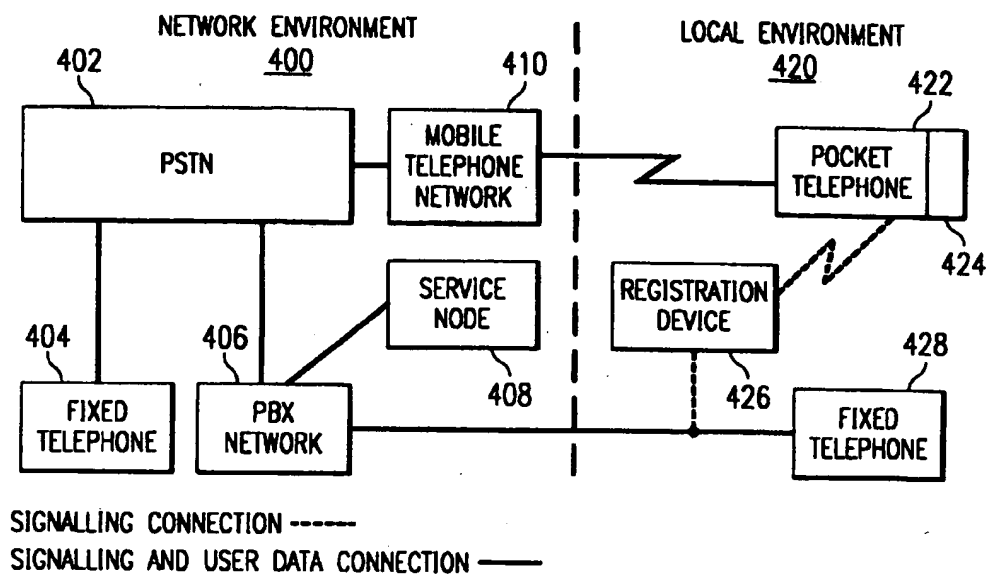 NETWORK ENVIRONMENT
400
LOCAL ENVIRONMENT
420
402
410
422
PSTN
MOBILE
TELEPHONE
NETWORK
POCKET
TELEPHONE
424
SERVICE
NODE
REGISTRATION
DEVICE
404
406
408
426
428
FIXED
TELEPHONE
PBX
NETWORK
FIXED
TELEPHONE
SIGNALLING CONNECTION
SIGNALLING AND USER DATA CONNECTION